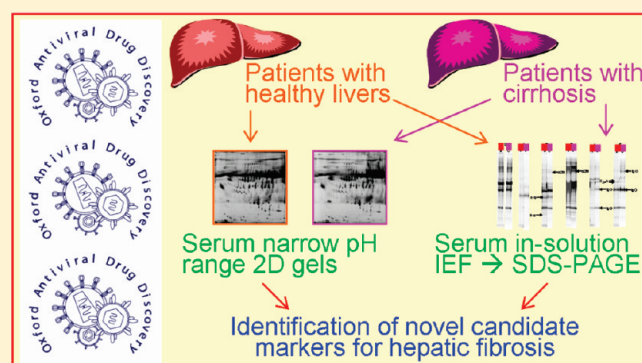 Oxford Antiviral Drug Discovery
Oxford Antiviral Drug Discovery
Oxford Antiviral Drug Discovery
Patients with
healthy livers
Patients with
cirrhosis
Serum narrow pH
range 2D gels
Serum in-solution
IEF → SDS-PAGE
Identification of novel candidate
markers for hepatic fibrosis